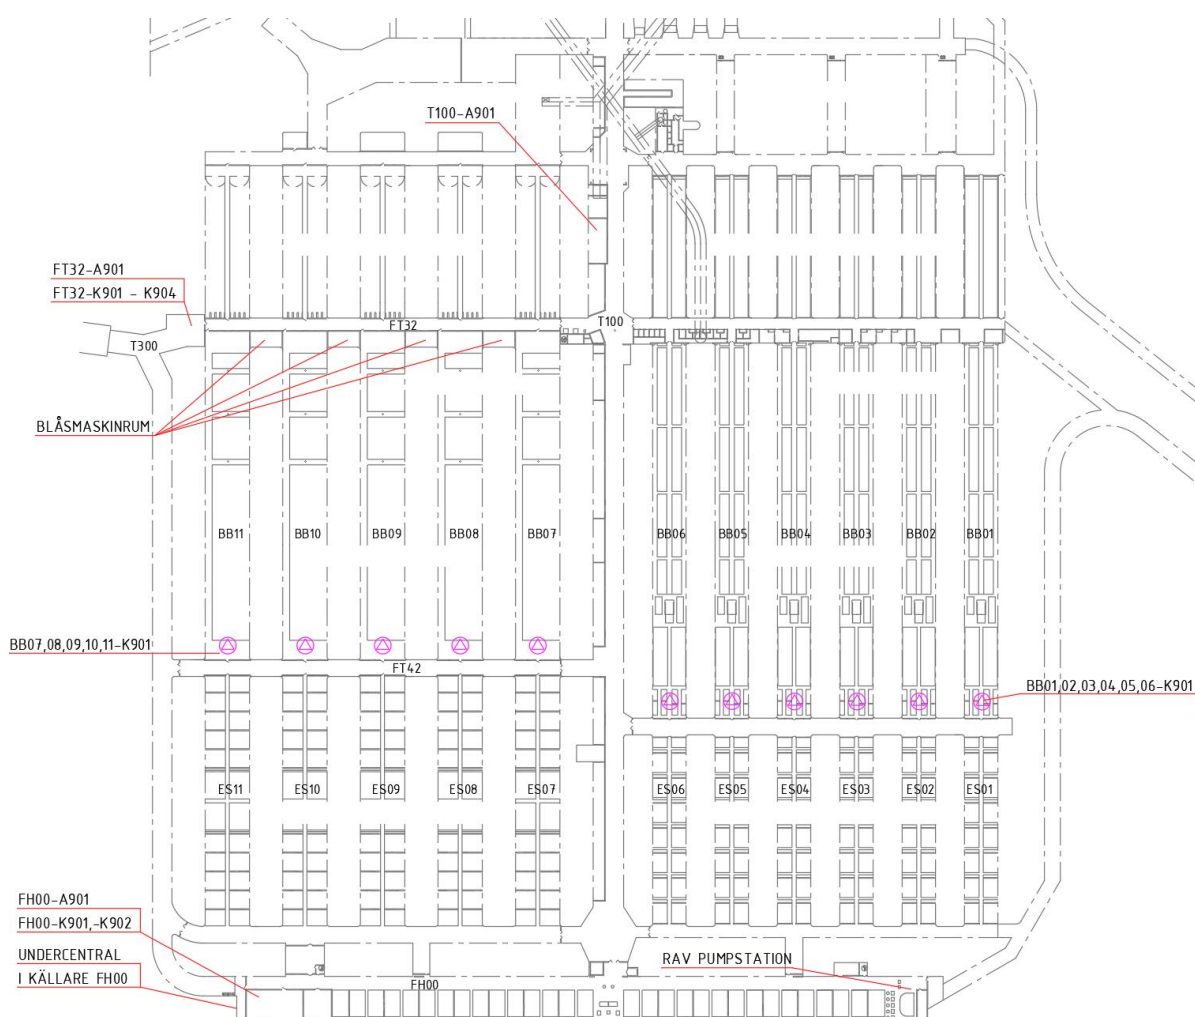 T100-A901
FT32-A901
FT32-K901 - K904
FT32
T100
T300
BLÅSMASKINRUM
BB11
BB10
BB09
BB08
BB07
BB06
BB05
BB04
BB03
BB02
BB01
BB07,08,09,10,11-K901
FT42
BB01,02,03,04,05,06-K901
ES11
ES10
ES09
ES08
ES07
ES06
ES05
ES04
ES03
ES02
ES01
FH00-A901
FH00-K901,-K902
UNDERCENTRAL
I KÄLLARE FH00
RAV PUMPSTATION
FH00